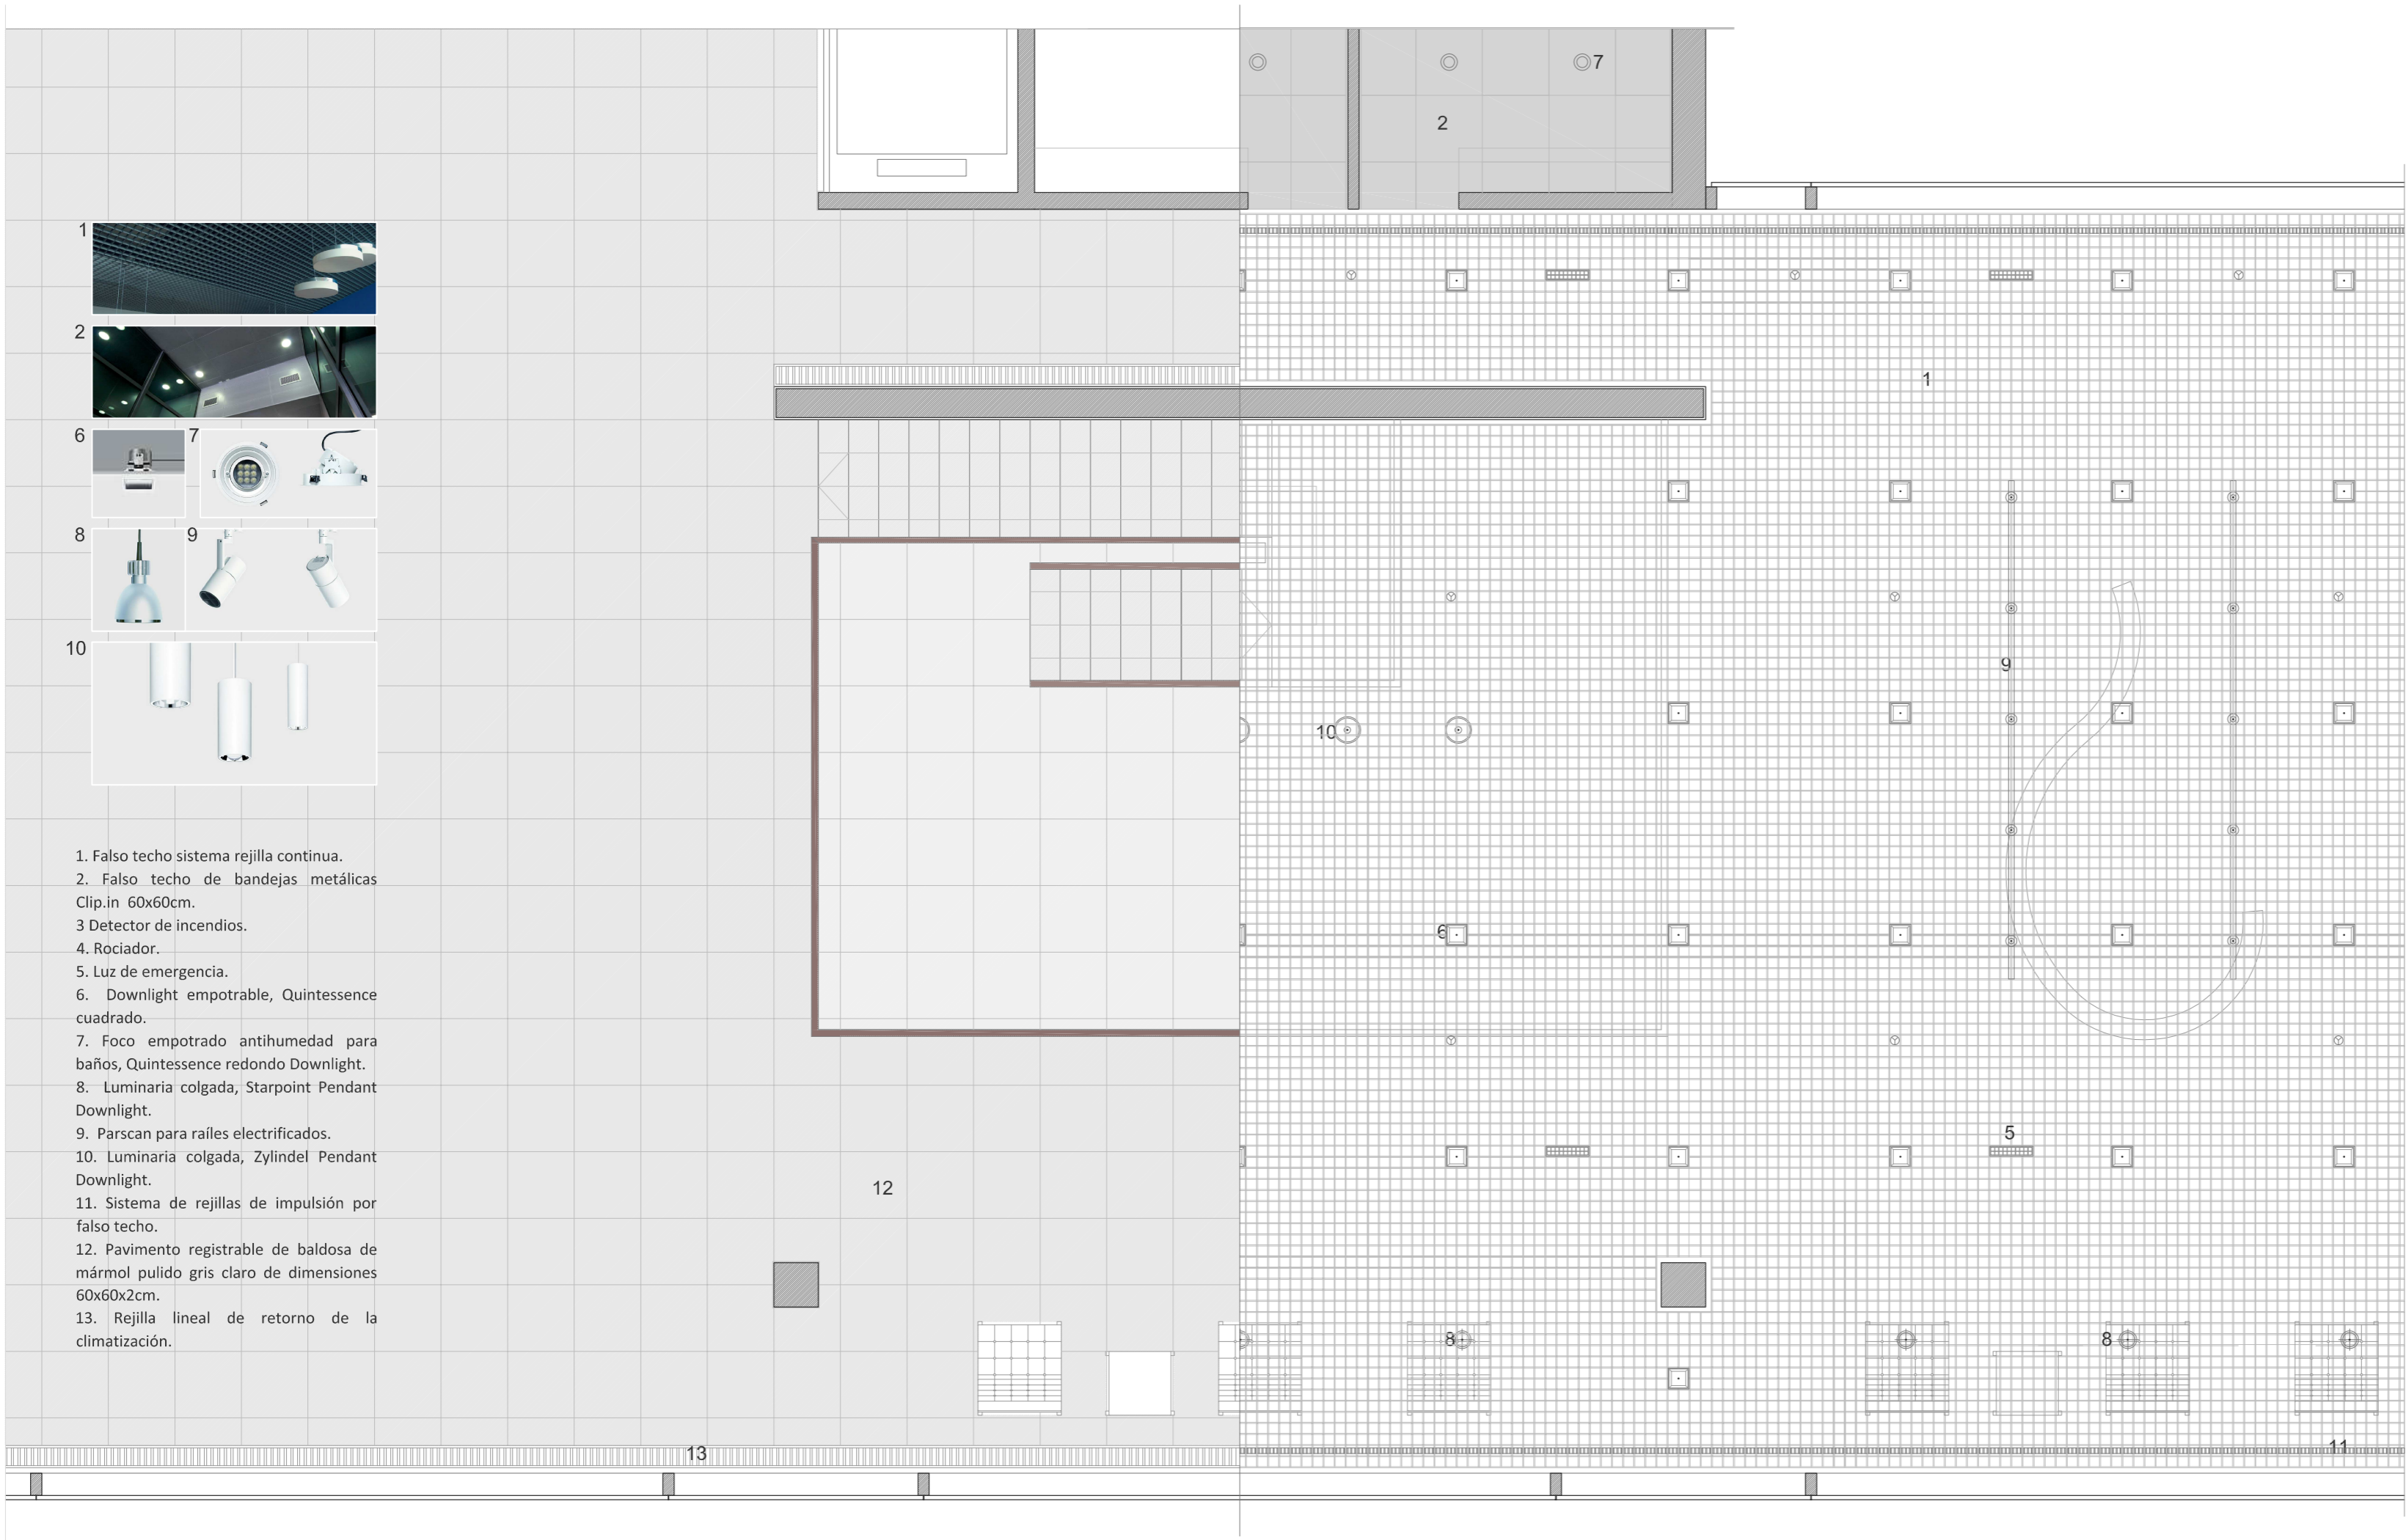 7
2
1
1
2
6
7
8
9
9
10
10
1. Falso techo sistema rejilla continua.
2. Falso techo de bandejas metálicas
Clip.in 60x60cm.
3 Detector de incendios.
6
4. Rociador.
5. Luz de emergencia.
6. Downlight empotrable, Quintessence
cuadrado.
7. Foco empotrado antihumedad para
baños, Quintessence redondo Downlight.
8. Luminaria colgada, Starpoint Pendant
Downlight.
9. Parscan para raíles electrificados.
5
10. Luminaria colgada, Zylindel Pendant
Downlight.
12
11. Sistema de rejillas de impulsión por
falso techo.
12. Pavimento registrable de baldosa de
mármol pulido gris claro de dimensiones
60x60x2cm.
13. Rejilla lineal de retorno de la
climatización.
8
8
13
11